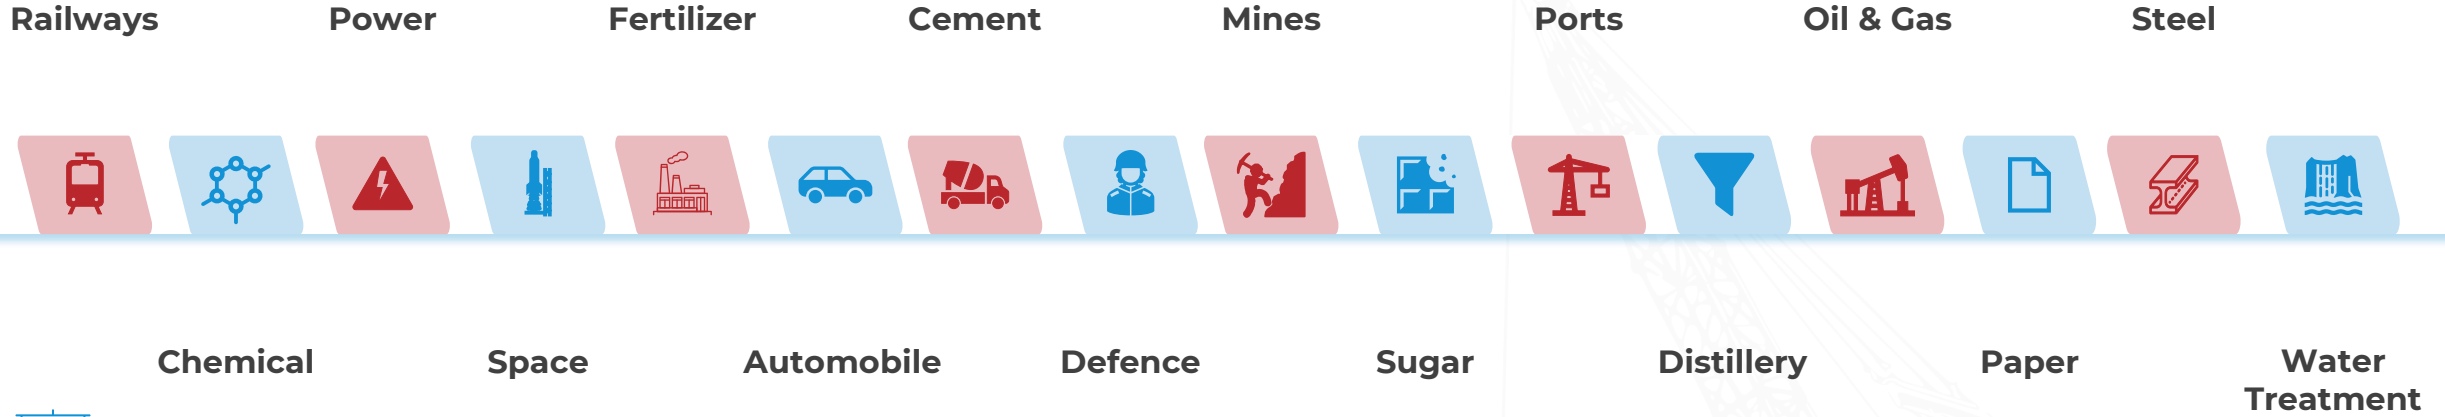 Railways Power Fertilizer Cement Mines Ports Oil & Gas Steel
Chemical Space Automobile Defence Sugar Distillery Paper Water
Treatment